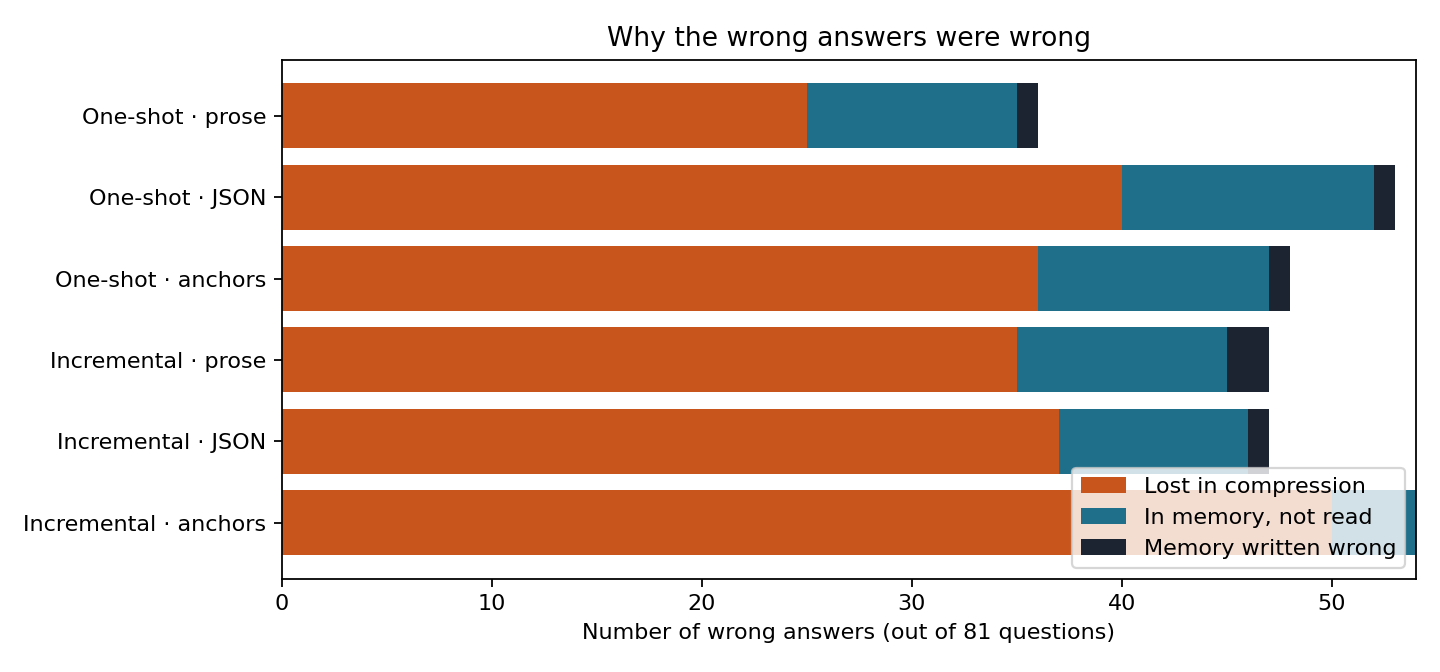 Why the wrong answers were wrong
One-shot · prose
One-shot · JSON
One-shot · anchors
Incremental · prose
Incremental · JSON
Incremental · anchors
Lost in compression
In memory, not read
Memory written wrong
0 10 20 30 40 50
Number of wrong answers (out of 81 questions)